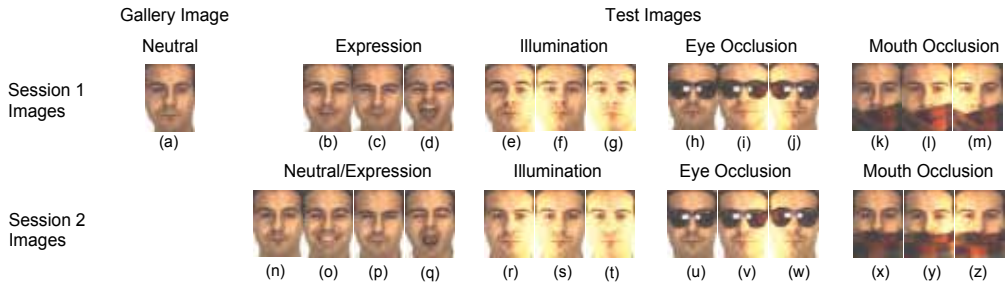 Gallery Image
Test Images
Neutral
Expression
Illumination
Eye Occlusion
Mouth Occlusion
Session 1
Images
(a)
(b)
(c)
(d)
(e)
(f)
(g)
(h)
(i)
(j)
(k)
(l)
(m)
Neutral/Expression
Illumination
Eye Occlusion
Mouth Occlusion
Session 2
Images
(n)
(o)
(p)
(q)
(r)
(s)
(t)
(u)
(v)
(w)
(x)
(y)
(z)